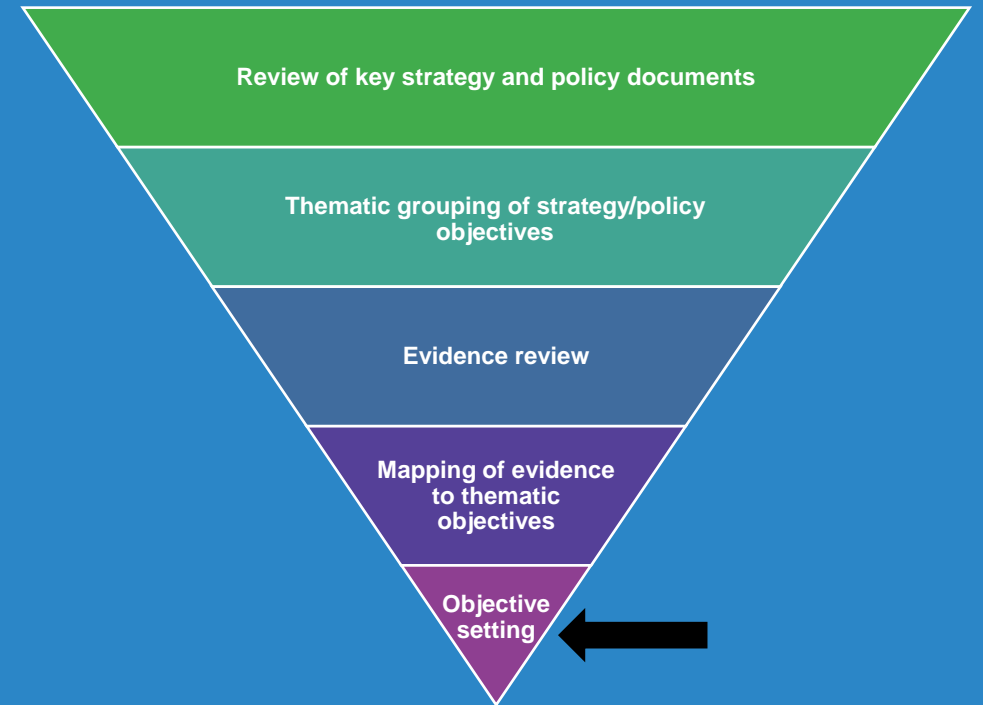 Review of key strategy and policy documents
Thematic grouping of strategy/policy
objectives
Evidence review
Mapping of evidence
to thematic
objectives
Objective
setting